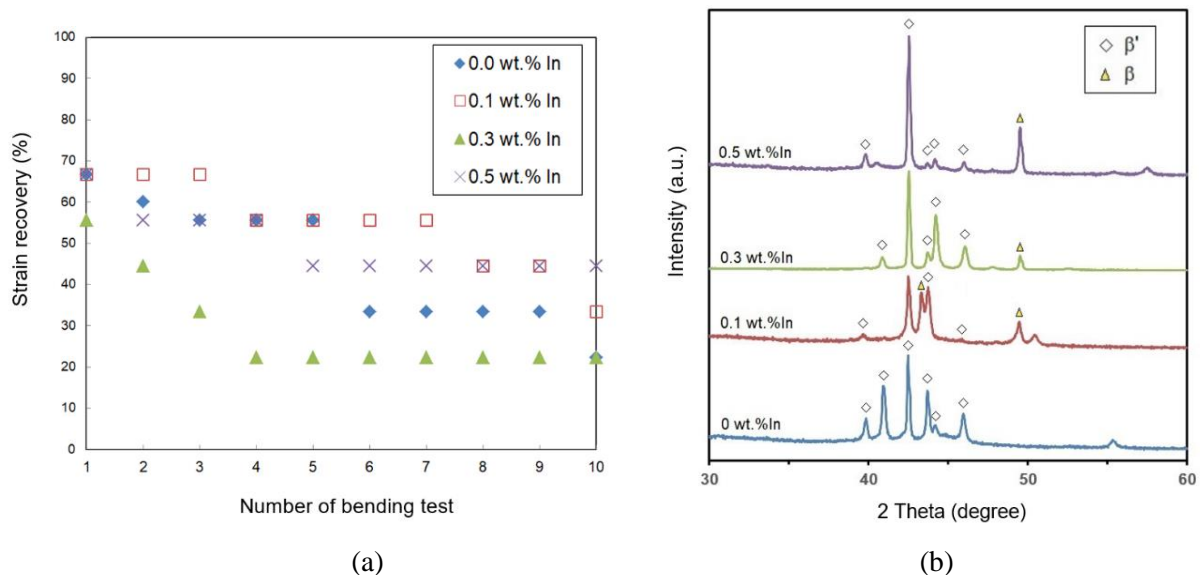 100
90
80
70
60
50
40
30
20
10
0
Strain recovery (%)
0.0 wt.% In
0.1 wt.% In
0.3 wt.% In
0.5 wt.% In
1 2 3 4 5 6 7 8 9 10
Number of bending test
(a)
β'
β
0.5 wt.%In
0.3 wt.%In
0.1 wt.%In
0 wt.%In
Intensity (a.u.)
30 40 50 60
2 Theta (degree)
(b)